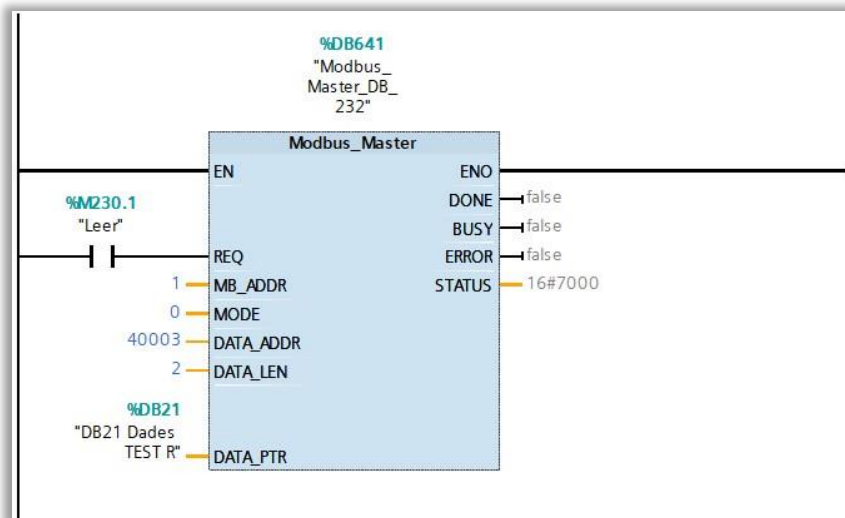 %DB641
"Modbus_
Master_DB_
232"
Modbus_Master
EN ENO
DONE false
%M230.1
"Leer"
BUSY false
REQ ERROR false
1 MB_ADDR STATUS 16#7000
0 MODE
40003 DATA_ADDR
2 DATA_LEN
%DB21
"DB21 Dades
TEST R" DATA_PTR